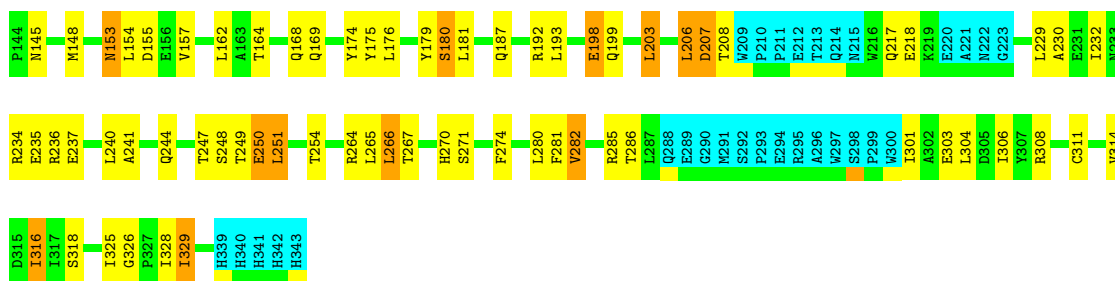 P144 N145 M148 N153 L154 D155 E156 V157 L162 A163 T164 Q168 Q169 Y174 Y175 L176 Y179 S180 L181 Q187 R192 L193 E198 Q199 L203 L206 D207 T208 W209 P210 P211 E212 T213 Q214 N215 W216 Q217 E218 K219 E220 A221 N222 G223 L229 A230 E231 I232 N233
R234 E235 R236 E237 L240 A241 Q244 T247 S248 T249 E250 L251 T254 R264 L265 L266 T267 H270 S271 F274 L280 F281 V282 R285 T286 L287 Q288 E289 G290 M291 S292 P293 E294 R295 A296 W297 S298 P299 W300 I301 A302 E303 L304 D305 I306 Y307 R308 C311
D315 I316 I317 S318 I325 G326 P327 I328 I329 H339 H340 H341 H342 H343